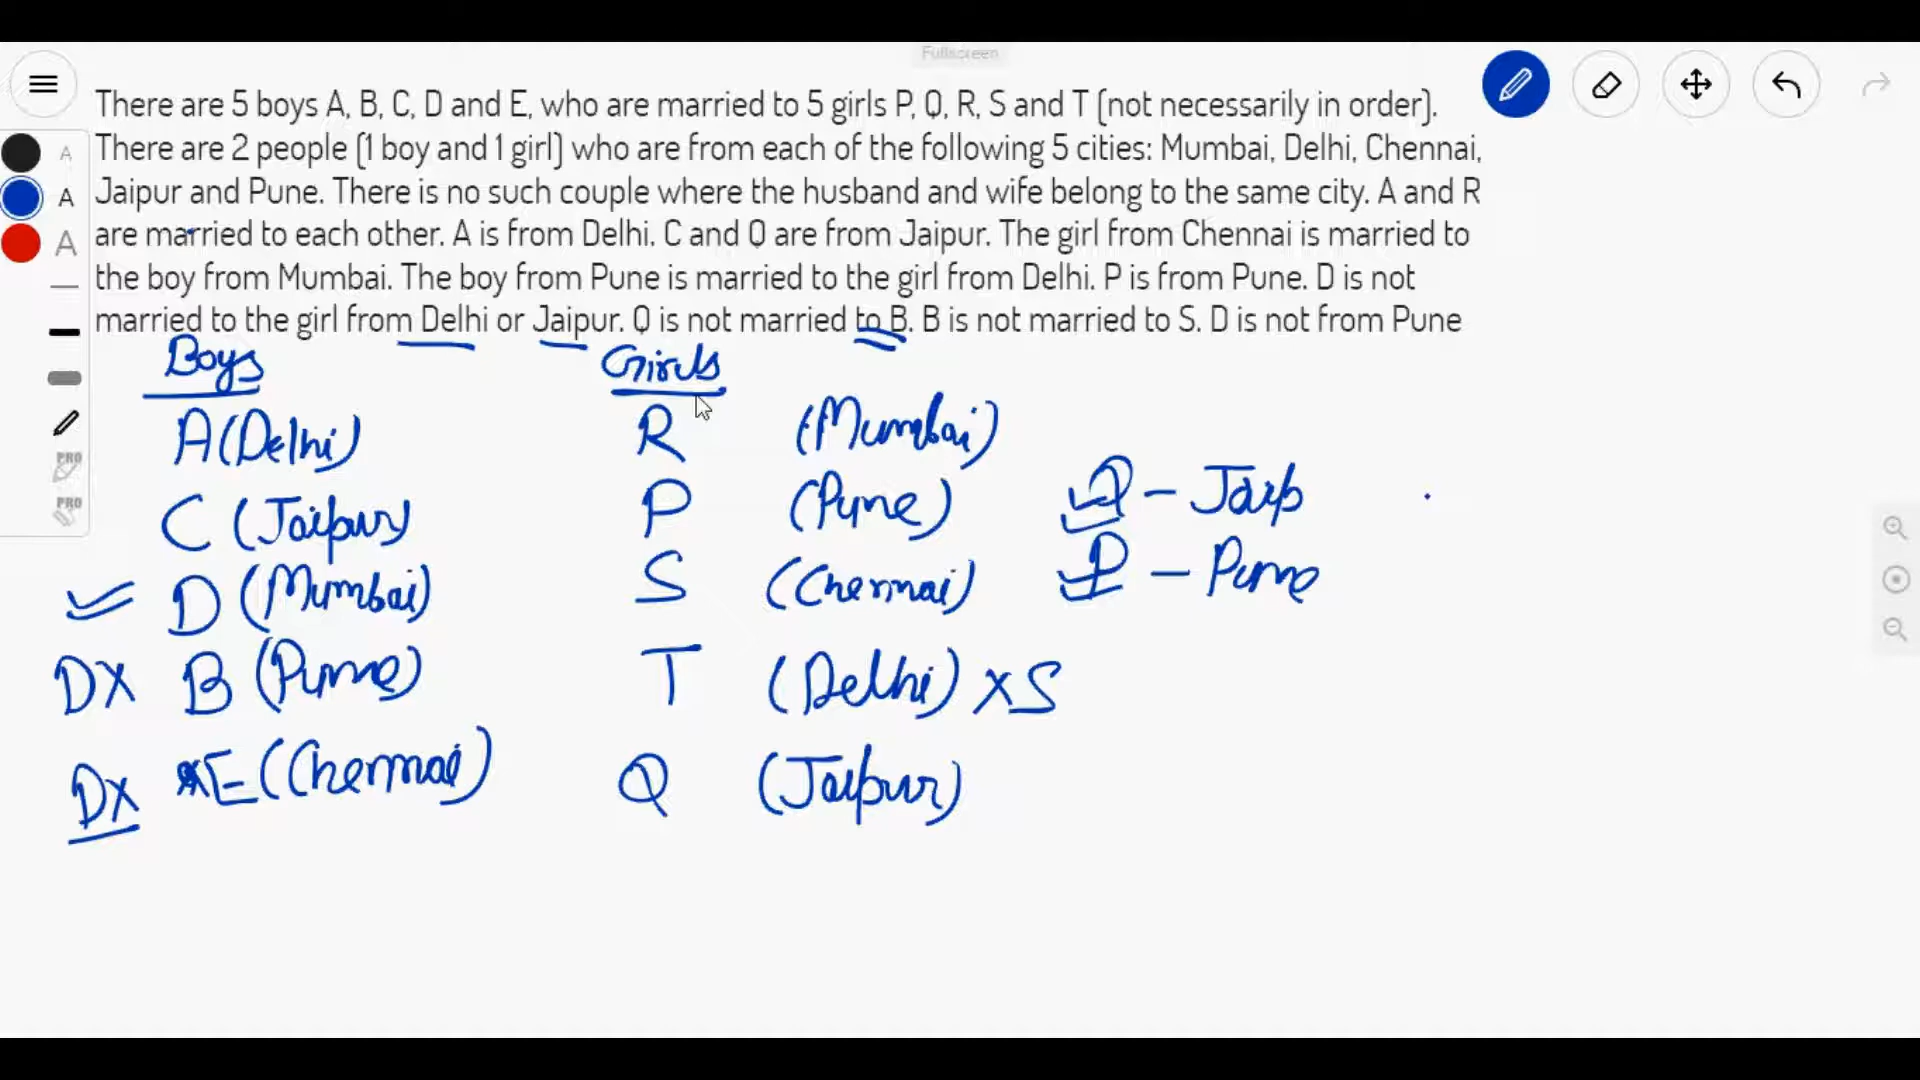 Fullscreen
There are 5 boys A, B, C, D and E, who are married to 5 girls P, Q, R, S and T (not necessarily in order).
There are 2 people (1 boy and 1 girl) who are from each of the following 5 cities: Mumbai, Delhi, Chennai,
Jaipur and Pune. There is no such couple where the husband and wife belong to the same city. A and R
are married to each other. A is from Delhi. C and Q are from Jaipur. The girl from Chennai is married to
the boy from Mumbai. The boy from Pune is married to the girl from Delhi. P is from Pune. D is not
married to the girl from Delhi or Jaipur. Q is not married to B. B is not married to S. D is not from Pune
A
A
A
PRO
PRO
Boys Girls
A (Delhi) R (Mumbai)
C (Jaipur) P (Pune) Q - Jaip
D (Mumbai) S (Chennai) P - Pune
DX B (Pune) T (Delhi) X S
DX E (Chennai) Q (Jaipur)